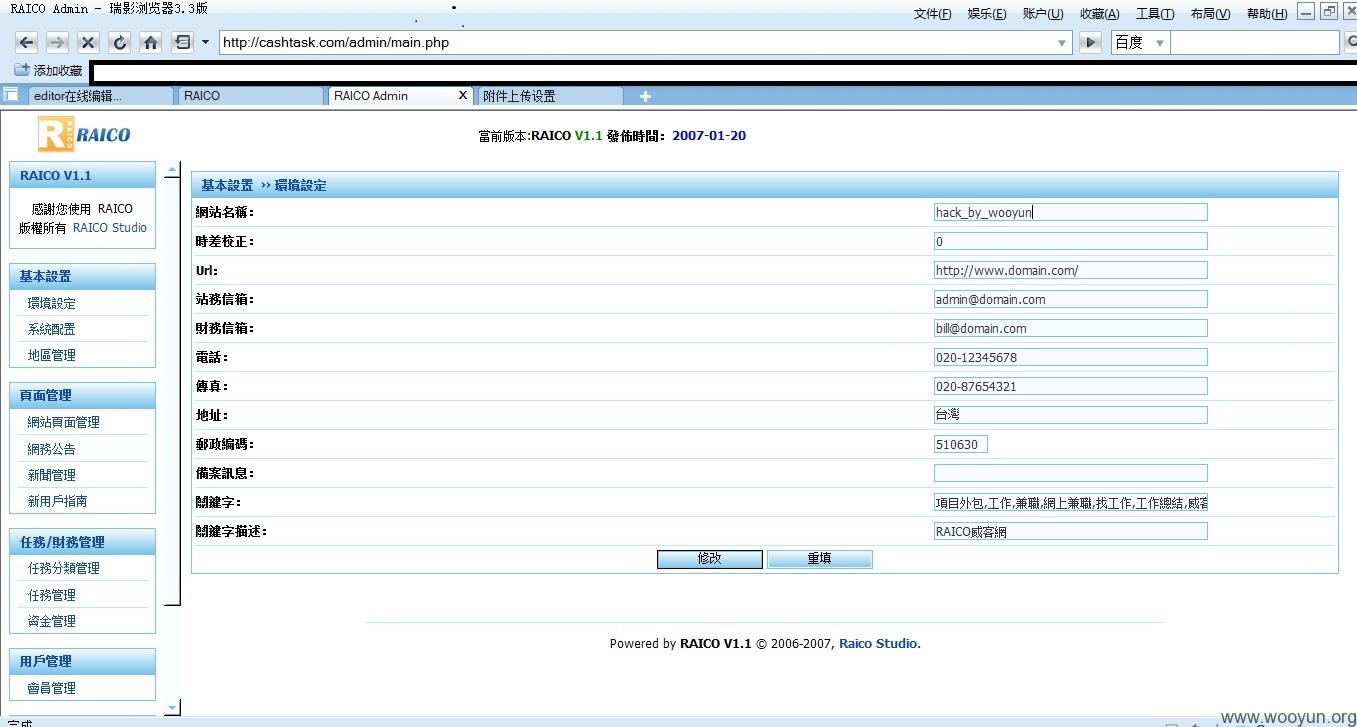 RAICO Admin - 瑞影浏览器3.3版
文件(F) 娱乐(E) 账户(U) 收藏(A) 工具(T) 布局(V) 帮助(H)
http://cashtask.com/admin/main.php
百度
添加收藏
editor在线编辑...
RAICO
RAICO Admin X
附件上传设置
RAICO
當前版本:RAICO V1.1 發佈時間: 2007-01-20
RAICO V1.1
感謝您使用 RAICO
版權所有 RAICO Studio
基本設置
環境設定
系統配置
地區管理
頁面管理
網站頁面管理
網務公告
新聞管理
新用戶指南
任務/財務管理
任務分類管理
任務管理
資金管理
用戶管理
會員管理
基本設置 ›› 環境設定
網站名稱: hack_by_wooyun
時差校正: 0
Url: http://www.domain.com/
站務信箱: admin@domain.com
財務信箱: bill@domain.com
電話: 020-12345678
傳真: 020-87654321
地址: 台灣
郵政編碼: 510630
備案訊息:
關鍵字: 項目外包,工作,兼職,網上兼職,找工作,工作總結,威客
關鍵字描述: RAICO威客網
修改 重填
Powered by RAICO V1.1 © 2006-2007, Raico Studio.
完成
www.wooyun.org